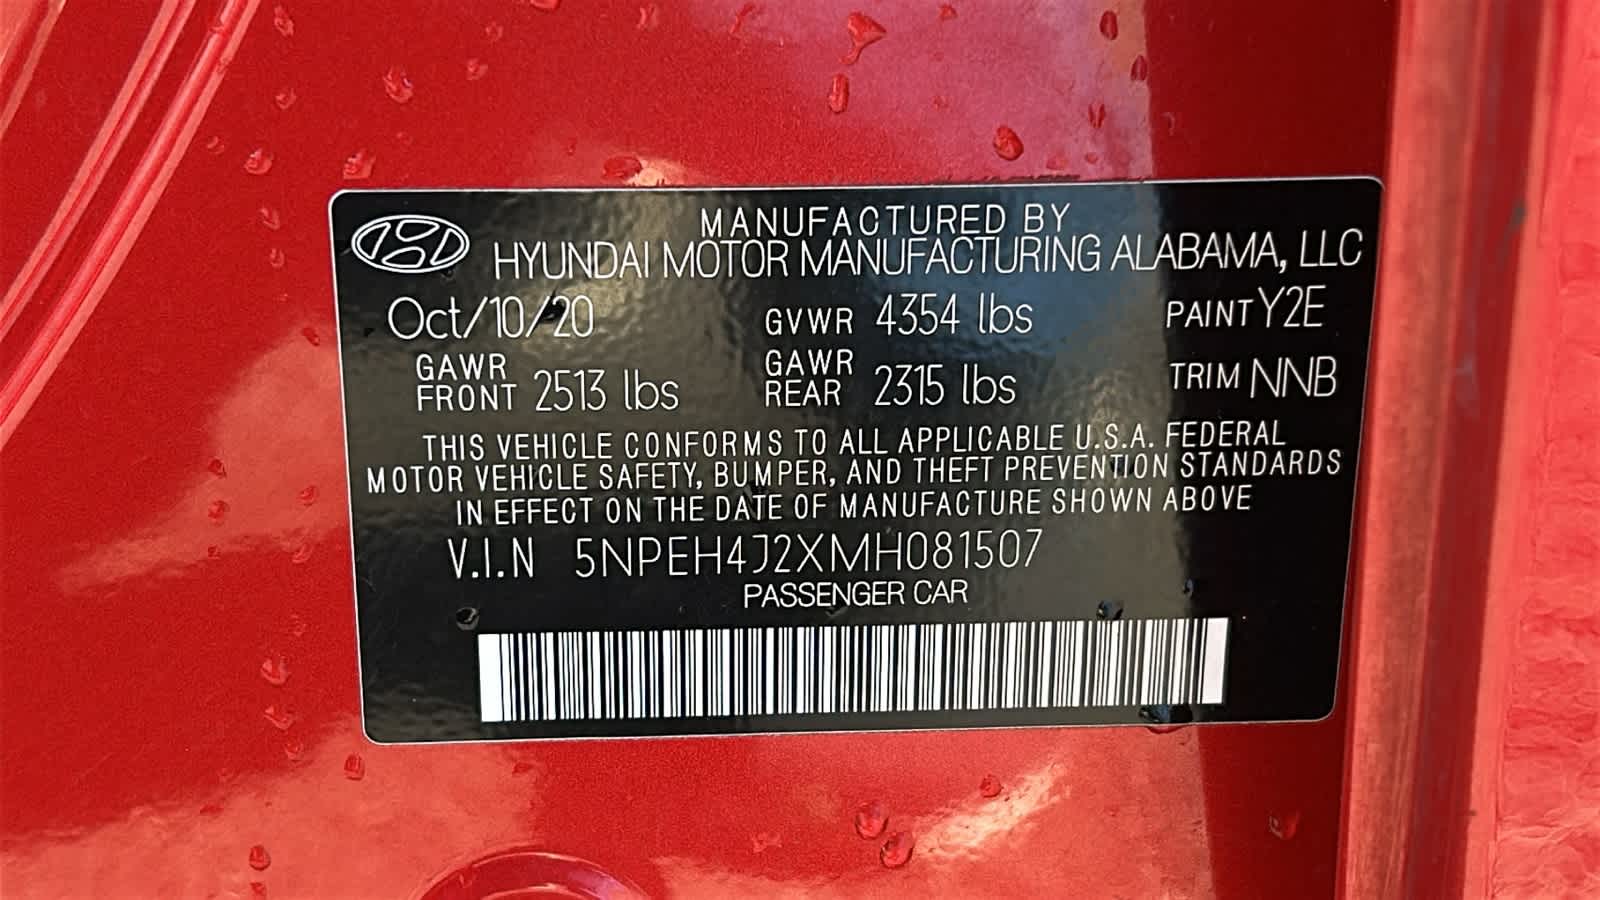 MANUFACTURED BY
HYUNDAI MOTOR MANUFACTURING ALABAMA, LLC
Oct/10/20 GVWR 4354 lbs PAINT Y2E
GAWR FRONT 2513 lbs GAWR REAR 2315 lbs TRIM NNB
THIS VEHICLE CONFORMS TO ALL APPLICABLE U.S.A. FEDERAL
MOTOR VEHICLE SAFETY, BUMPER, AND THEFT PREVENTION STANDARDS
IN EFFECT ON THE DATE OF MANUFACTURE SHOWN ABOVE
V.I.N 5NPEH4J2XMH081507
PASSENGER CAR